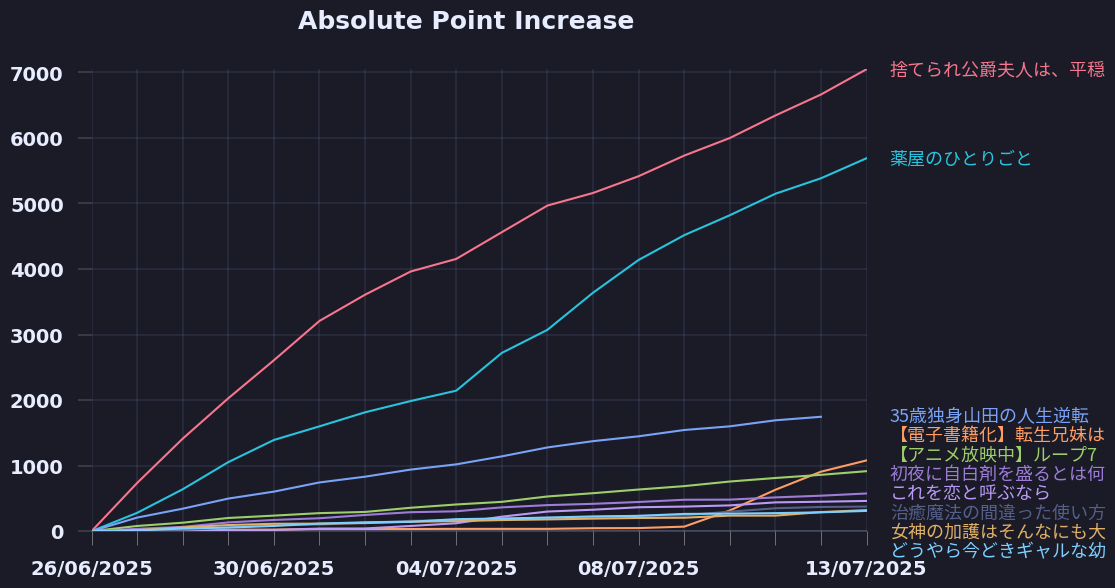 Absolute Point Increase
7000
6000
5000
4000
3000
2000
1000
0
26/06/2025
30/06/2025
04/07/2025
08/07/2025
13/07/2025
捨てられ公爵夫人は、平穏
薬屋のひとりごと
35歳独身山田の人生逆転
【電子書籍化】転生兄妹は
【アニメ放映中】ループ7
初夜に自白剤を盛るとは何
これを恋と呼ぶなら
治癒魔法の間違った使い方
女神の加護はそんなにも大
どうやら今どきギャルな幼